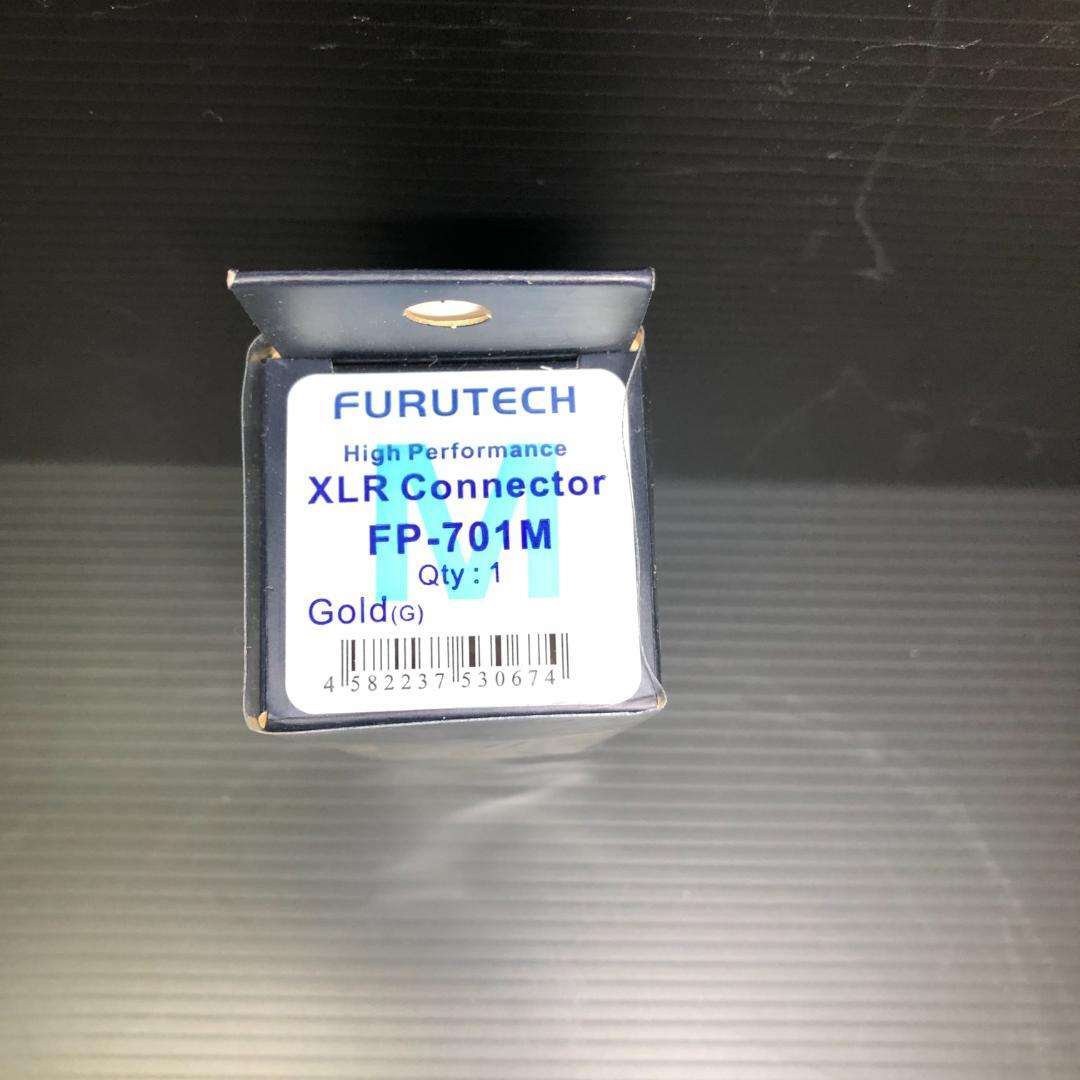 FURUTECH
M
High Performance
XLR Connector
FP-701M
Qty : 1
Gold(G)
4 582237 530674